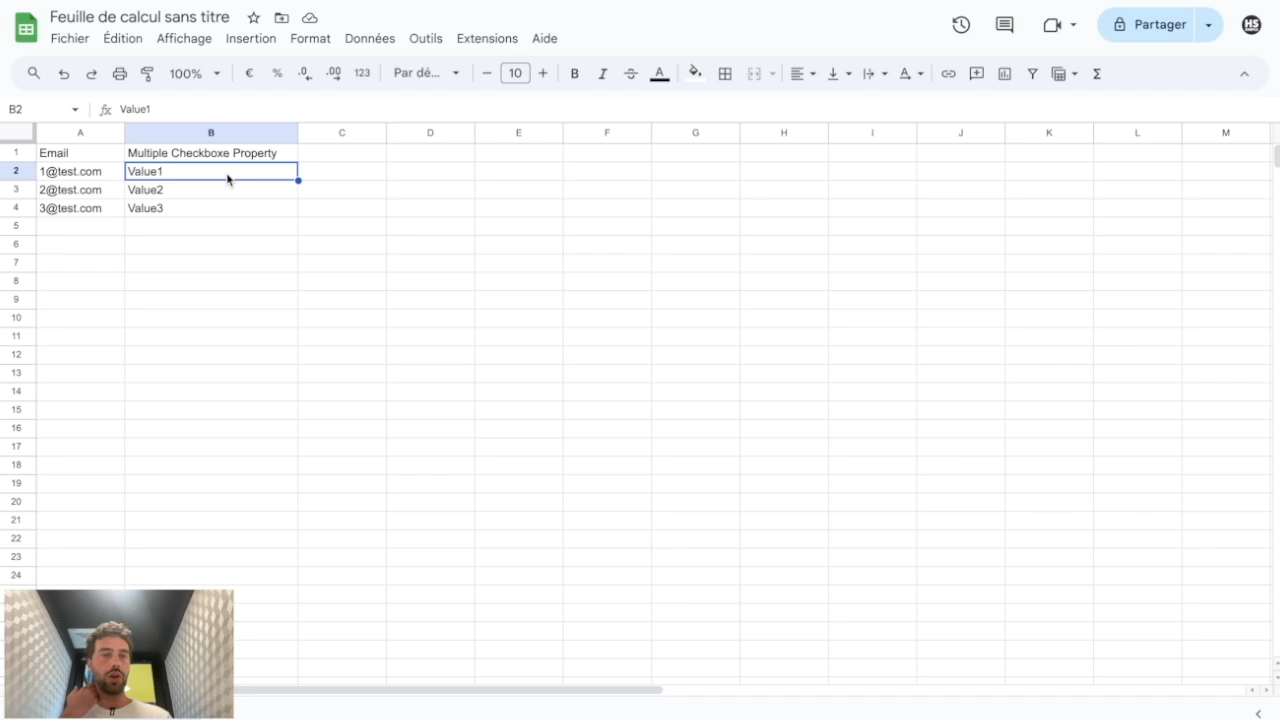 Feuille de calcul sans titre
Fichier Édition Affichage Insertion Format Données Outils Extensions Aide
Partager
HS
100% € % .0 .00 123 Par dé... 10 B I S A A Σ
B2 fx Value1
A B C D E F G H I J K L M
1 Email Multiple Checkboxe Property
2 1@test.com Value1
3 2@test.com Value2
4 3@test.com Value3
5
6
7
8
9
10
11
12
13
14
15
16
17
18
19
20
21
22
23
24